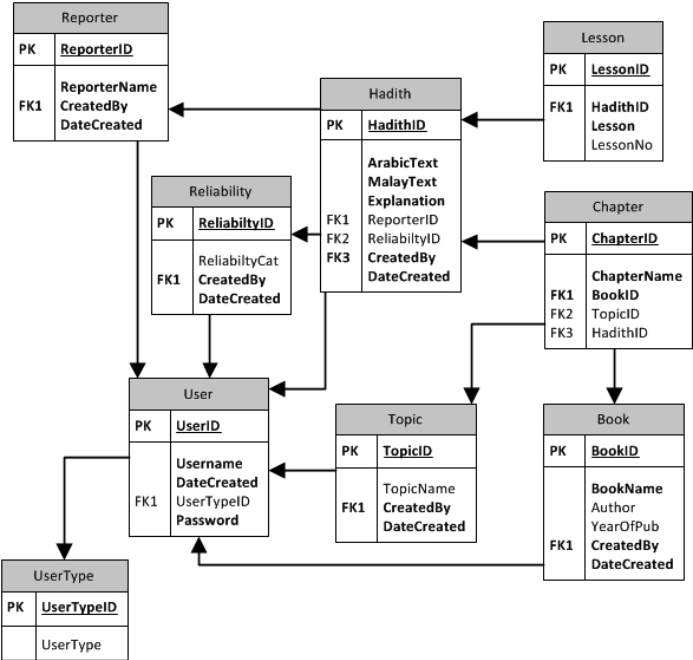 Reporter
PK ReporterID
ReporterName
FK1 CreatedBy
DateCreated
Lesson
PK LessonID
FK1 HadithID
Lesson
LessonNo
Hadith
PK HadithID
ArabicText
MalayText
Explanation
FK1 ReporterID
FK2 ReliabiltyID
FK3 CreatedBy
DateCreated
Reliability
PK ReliabiltyID
ReliabiltyCat
FK1 CreatedBy
DateCreated
Chapter
PK ChapterID
ChapterName
FK1 BookID
FK2 TopicID
FK3 HadithID
User
PK UserID
Username
DateCreated
FK1 UserTypeID
Password
Topic
PK TopicID
TopicName
FK1 CreatedBy
DateCreated
Book
PK BookID
BookName
Author
YearOfPub
FK1 CreatedBy
DateCreated
UserType
PK UserTypeID
UserType